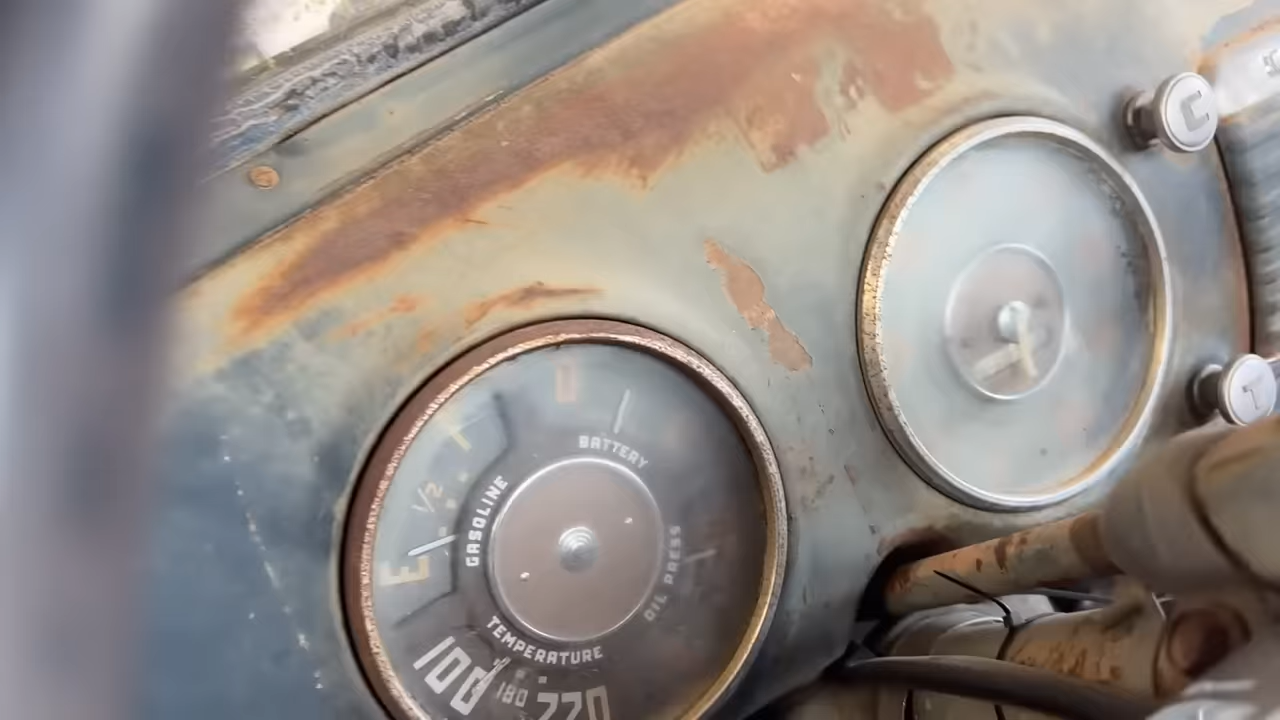 BATTERY
GASOLINE
1/2
E
OIL PRESS
TEMPERATURE
100
180
220
C